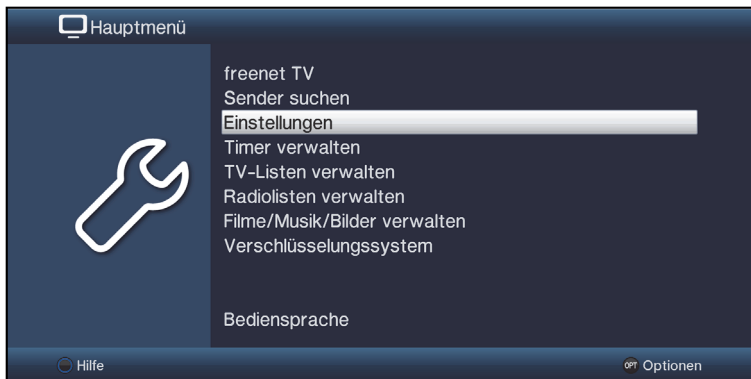 Hauptmenü
freenet TV
Sender suchen
Einstellungen
Timer verwalten
TV-Listen verwalten
Radiolisten verwalten
Filme/Musik/Bilder verwalten
Verschlüsselungssystem
Bediensprache
Hilfe
OPT Optionen